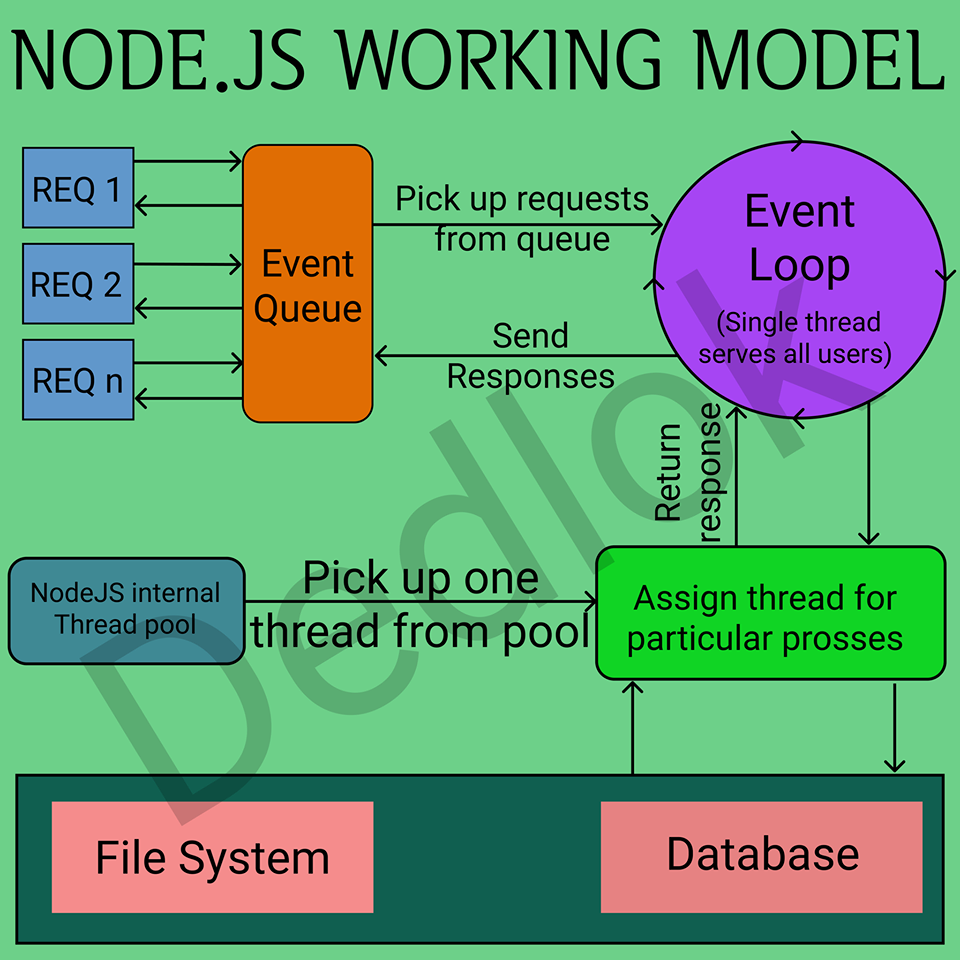 NODE.JS WORKING MODEL
REQ 1
REQ 2
REQ n
Event
Queue
Pick up requests
from queue
Send
Responses
Event
Loop
(Single thread
serves all users)
Return
response
NodeJS internal
Thread pool
Pick up one
thread from pool
Assign thread for
particular prosses
File System
Database
Dedlok